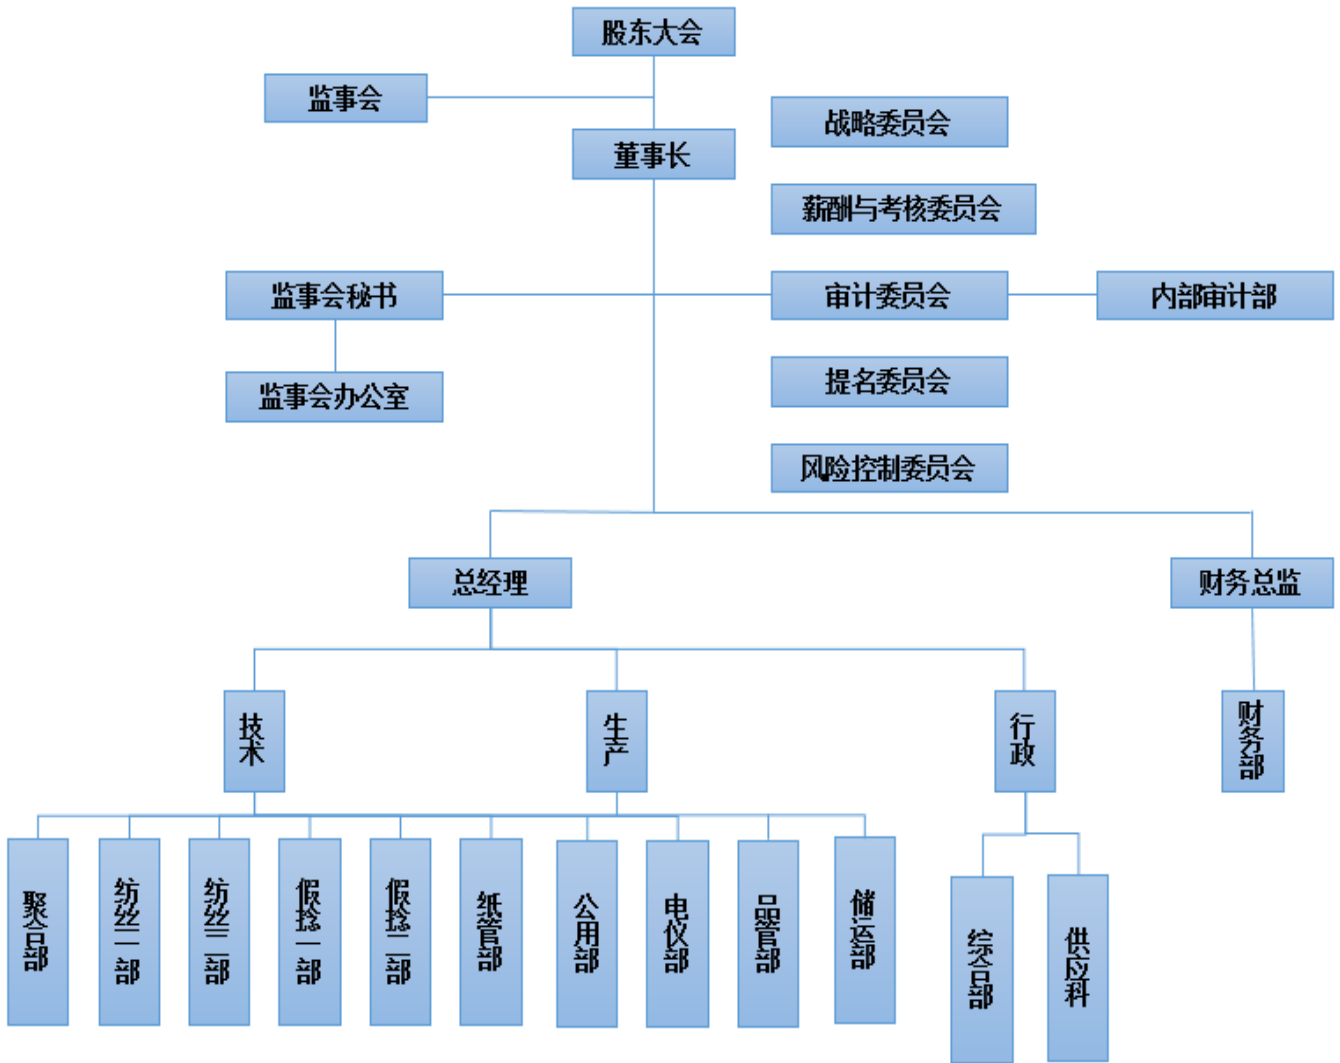 股东大会
监事会
董事长
战略委员会
薪酬与考核委员会
监事会秘书
审计委员会
内部审计部
监事会办公室
提名委员会
风险控制委员会
总经理
财务总监
技术
生产
行政
财务部
聚合部
纺丝二部
纺丝三部
假捻一部
假捻二部
纸管部
公用部
电仪部
品管部
储运部
综合部
供应科